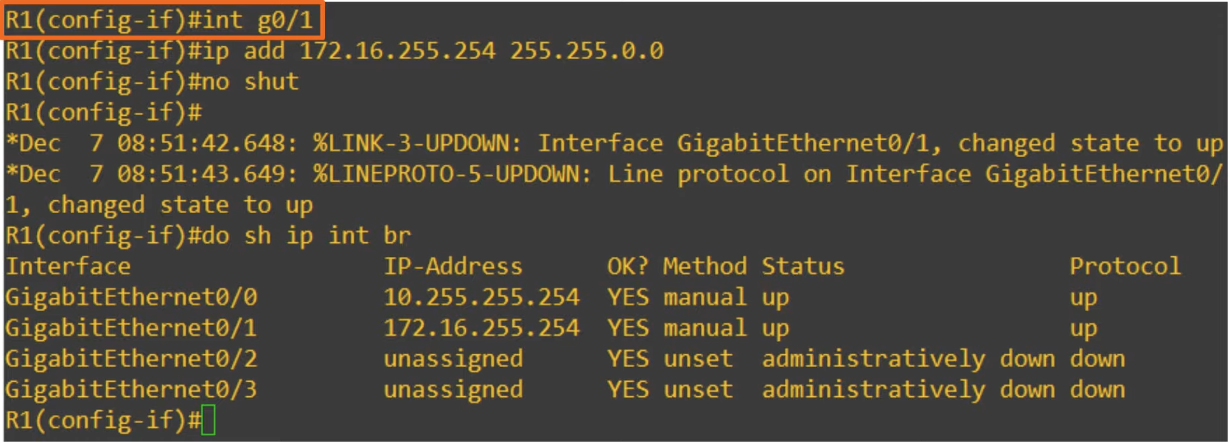 R1(config-if)#int g0/1
R1(config-if)#ip add 172.16.255.254 255.255.0.0
R1(config-if)#no shut
R1(config-if)#
*Dec  7 08:51:42.648: %LINK-3-UPDOWN: Interface GigabitEthernet0/1, changed state to up
*Dec  7 08:51:43.649: %LINEPROTO-5-UPDOWN: Line protocol on Interface GigabitEthernet0/
1, changed state to up
R1(config-if)#do sh ip int br
Interface                  IP-Address      OK? Method Status                Protocol
GigabitEthernet0/0         10.255.255.254  YES manual up                    up
GigabitEthernet0/1         172.16.255.254  YES manual up                    up
GigabitEthernet0/2         unassigned      YES unset  administratively down down
GigabitEthernet0/3         unassigned      YES unset  administratively down down
R1(config-if)#